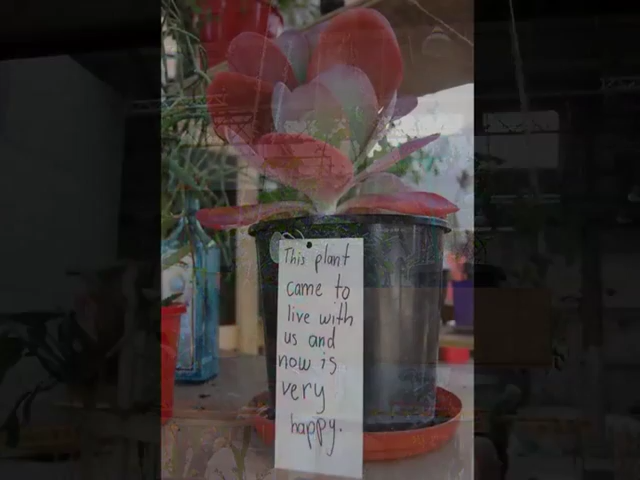 This plant
came to
live with
us and
now is
very
happy.